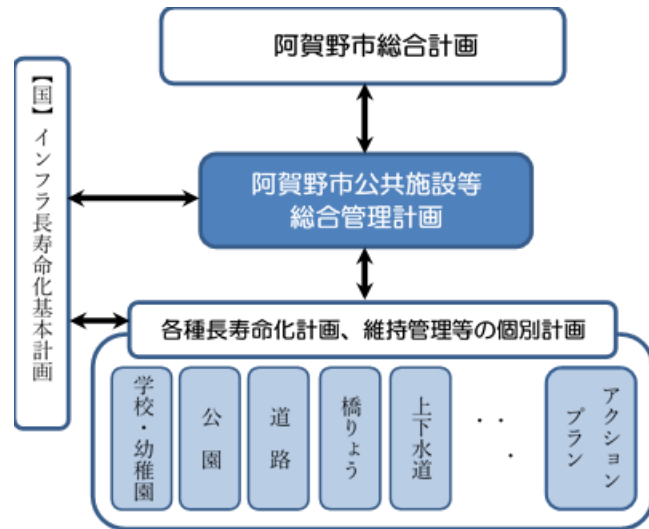 阿賀野市総合計画
【国】インフラ長寿命化基本計画
阿賀野市公共施設等
総合管理計画
各種長寿命化計画、維持管理等の個別計画
学校・幼稚園
公園
道路
橋りょう
上下水道
・・・
アクション
プラン